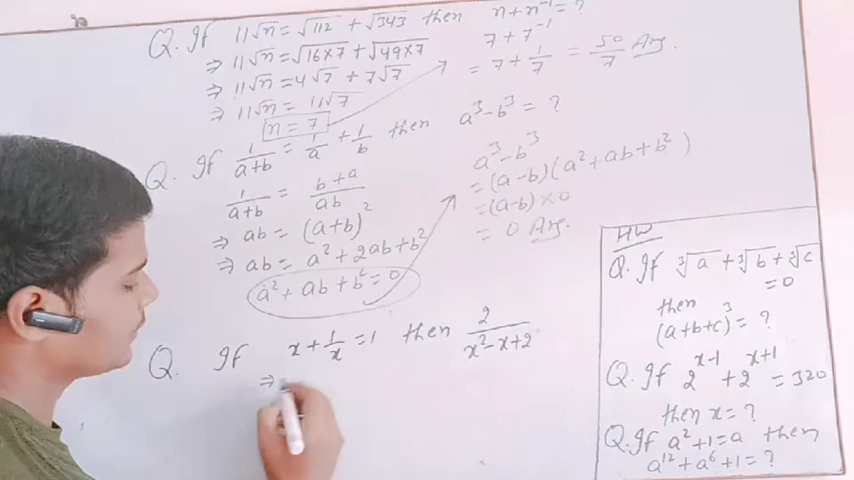 Q. If 11√n = √112 + √343 then n + n⁻¹ = ?
⇒ 11√n = √16×7 + √49×7
7 + 7⁻¹
⇒ 11√n = 4√7 + 7√7
= 7 + 1/7 = 50/7 Ans.
⇒ 11√n = 11√7
n = 7
Q. If 1/(a+b) = 1/a + 1/b then a³ - b³ = ?
1/(a+b) = (b+a)/ab
⇒ ab = (a+b)²
⇒ ab = a² + 2ab + b²
a² + ab + b² = 0
a³ - b³
= (a-b)(a² + ab + b²)
= (a-b) × 0
= 0 Ans.
Q. If x + 1/x = 1 then 2/(x² - x + 2)
⇒
HW
Q. If ∛a + ∛b + ∛c
= 0
then
(a+b+c)³ = ?
Q. If 2ˣ⁻¹ + 2ˣ⁺¹ = 320
then x = ?
Q. If a² + 1 = a then
a¹² + a⁶ + 1 = ?